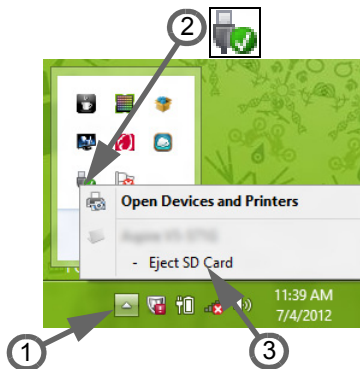 2
Open Devices and Printers
- Eject SD Card
11:39 AM
7/4/2012
1
3